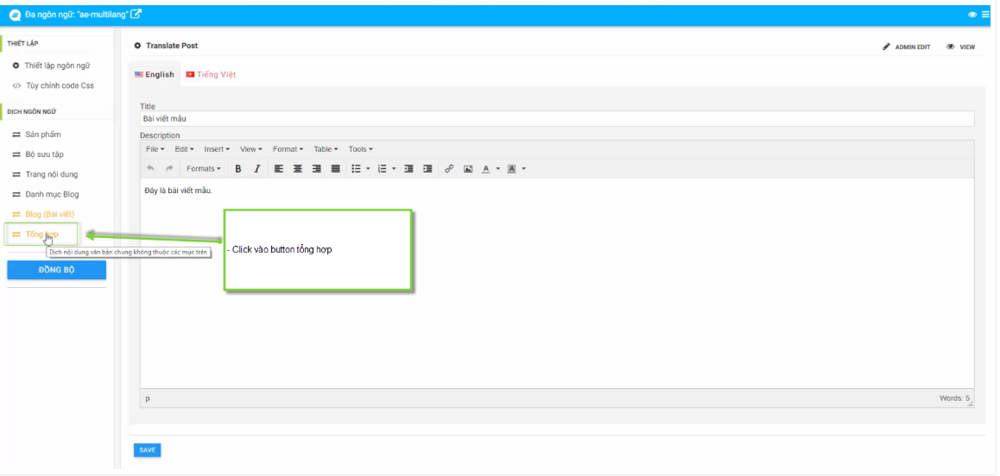 Đa ngôn ngữ: "ae-multilang"
THIẾT LẬP
Thiết lập ngôn ngữ
</> Tùy chỉnh code Css
DỊCH NGÔN NGỮ
Sản phẩm
Bộ sưu tập
Trang nội dung
Danh mục Blog
Blog (Bài viết)
Tổng hợp
Dịch nội dung văn bản chung không thuộc các mục trên
ĐỒNG BỘ
Translate Post
ADMIN EDIT VIEW
English Tiếng Việt
Title
Bài viết mẫu
Description
File Edit Insert View Format Table Tools
Formats B I A A
Đây là bài viết mẫu.
- Click vào button tổng hợp
p Words: 5
SAVE